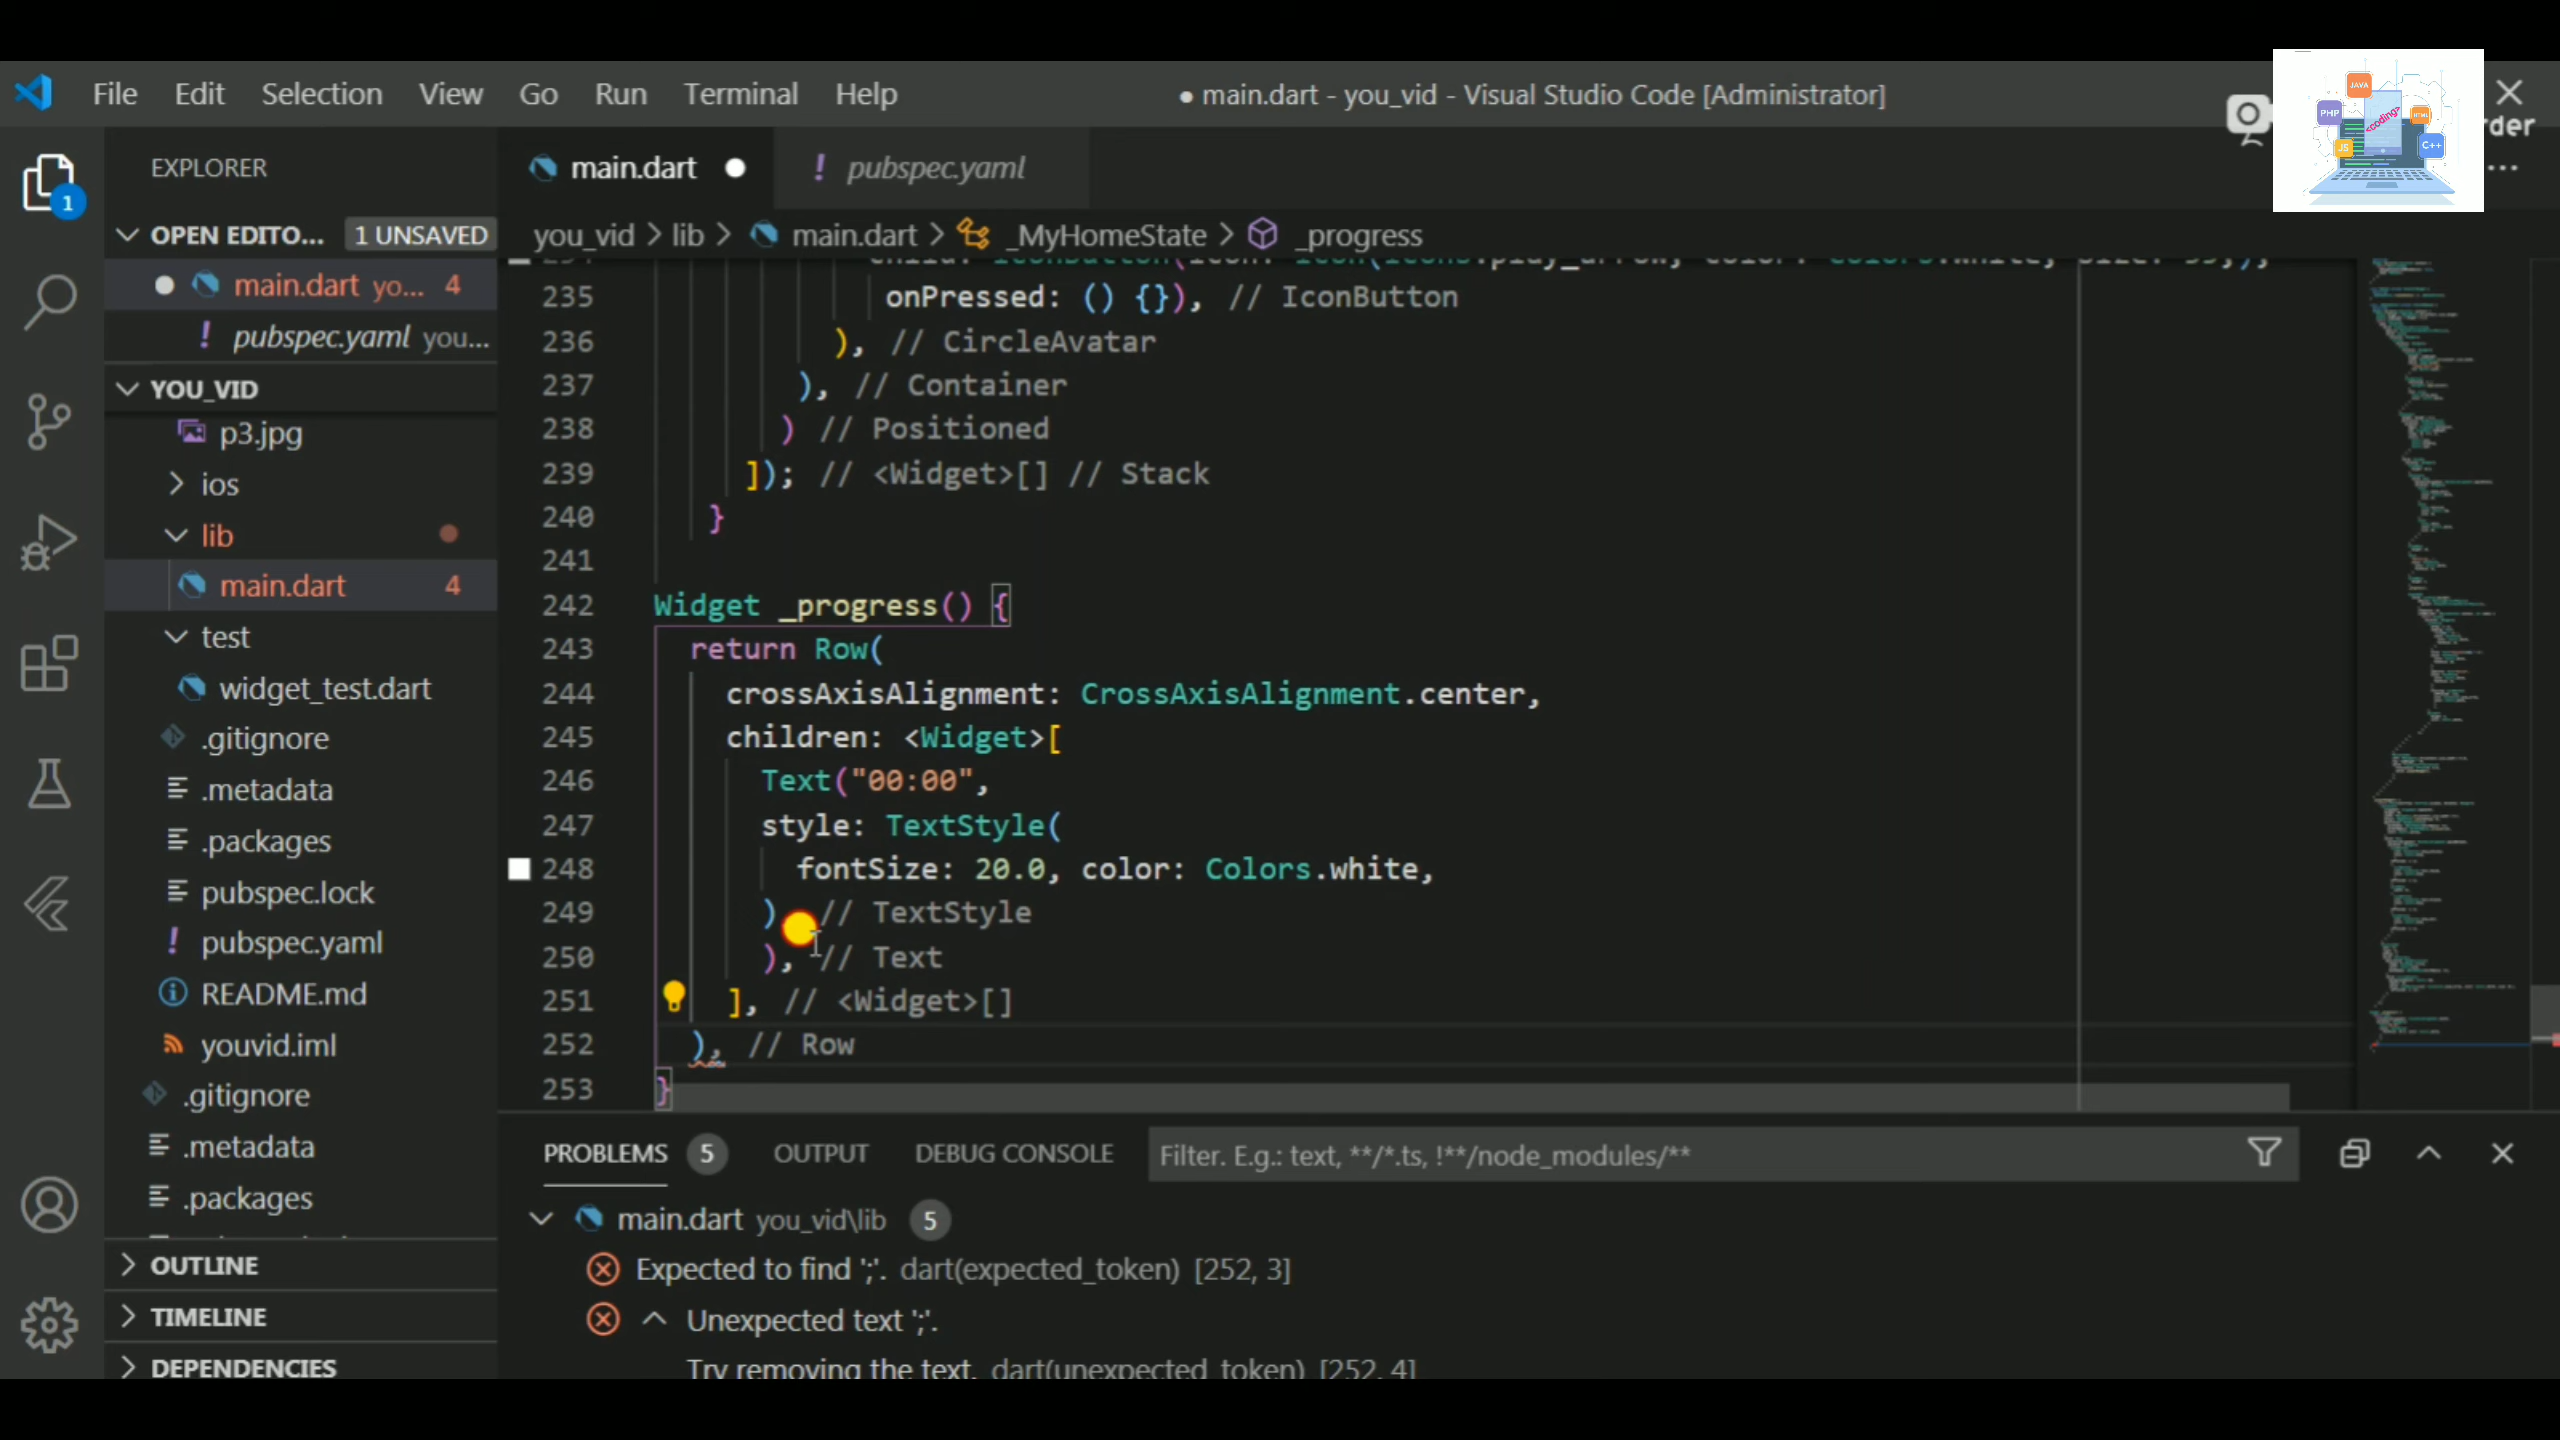 File Edit Selection View Go Run Terminal Help
● main.dart - you_vid - Visual Studio Code [Administrator]
rder
JAVA
PHP
<coding>
HTML
JS
C++
EXPLORER
main.dart
! pubspec.yaml
...
1
OPEN EDITO... 1 UNSAVED
you_vid > lib > main.dart > _MyHomeState > _progress
main.dart yo... 4
! pubspec.yaml you...
YOU_VID
p3.jpg
ios
lib
main.dart 4
test
widget_test.dart
.gitignore
.metadata
.packages
pubspec.lock
! pubspec.yaml
README.md
youvid.iml
.gitignore
.metadata
.packages
OUTLINE
TIMELINE
DEPENDENCIES
235 onPressed: () {}), // IconButton
236 ), // CircleAvatar
237 ), // Container
238 ) // Positioned
239 ]); // <Widget>[] // Stack
240 }
241
242 Widget _progress() {
243 return Row(
244 crossAxisAlignment: CrossAxisAlignment.center,
245 children: <Widget>[
246 Text("00:00",
247 style: TextStyle(
248 fontSize: 20.0, color: Colors.white,
249 ) // TextStyle
250 ), // Text
251 ], // <Widget>[]
252 ), // Row
253 }
PROBLEMS 5 OUTPUT DEBUG CONSOLE Filter. E.g.: text, **/*.ts, !**/node_modules/**
main.dart you_vid\lib 5
Expected to find ';'. dart(expected_token) [252, 3]
Unexpected text ';'.
Try removing the text. dart(unexpected_token) [252, 4]